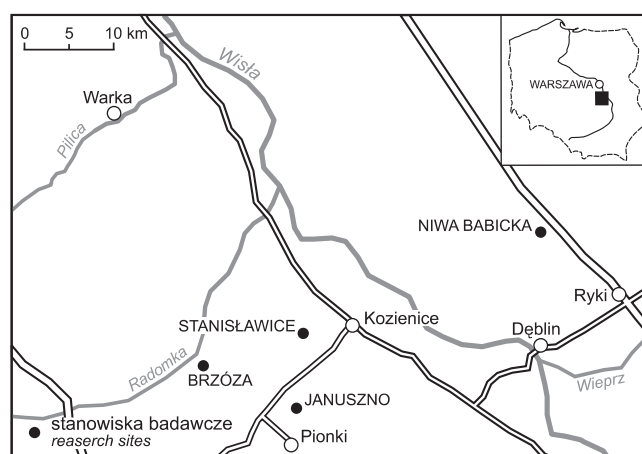 0 5 10 km
Wisła
WARSZAWA
Warka
Pilica
NIWA BABICKA
Ryki
Kozienice
STANISŁAWICE
Dęblin
Radomka
BRZÓZA
Wieprz
JANUSZNO
stanowiska badawcze
reaserch sites
Pionki